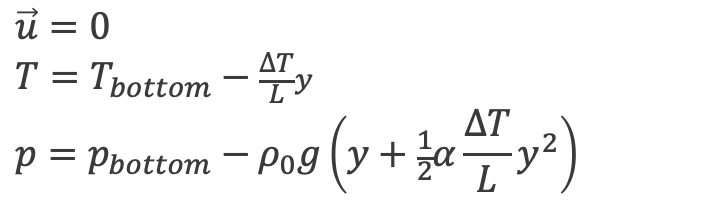 u⃗ = 0
T = T_bottom − ΔT/L y
p = p_bottom − ρ₀g(y + ½α ΔT/L y²)